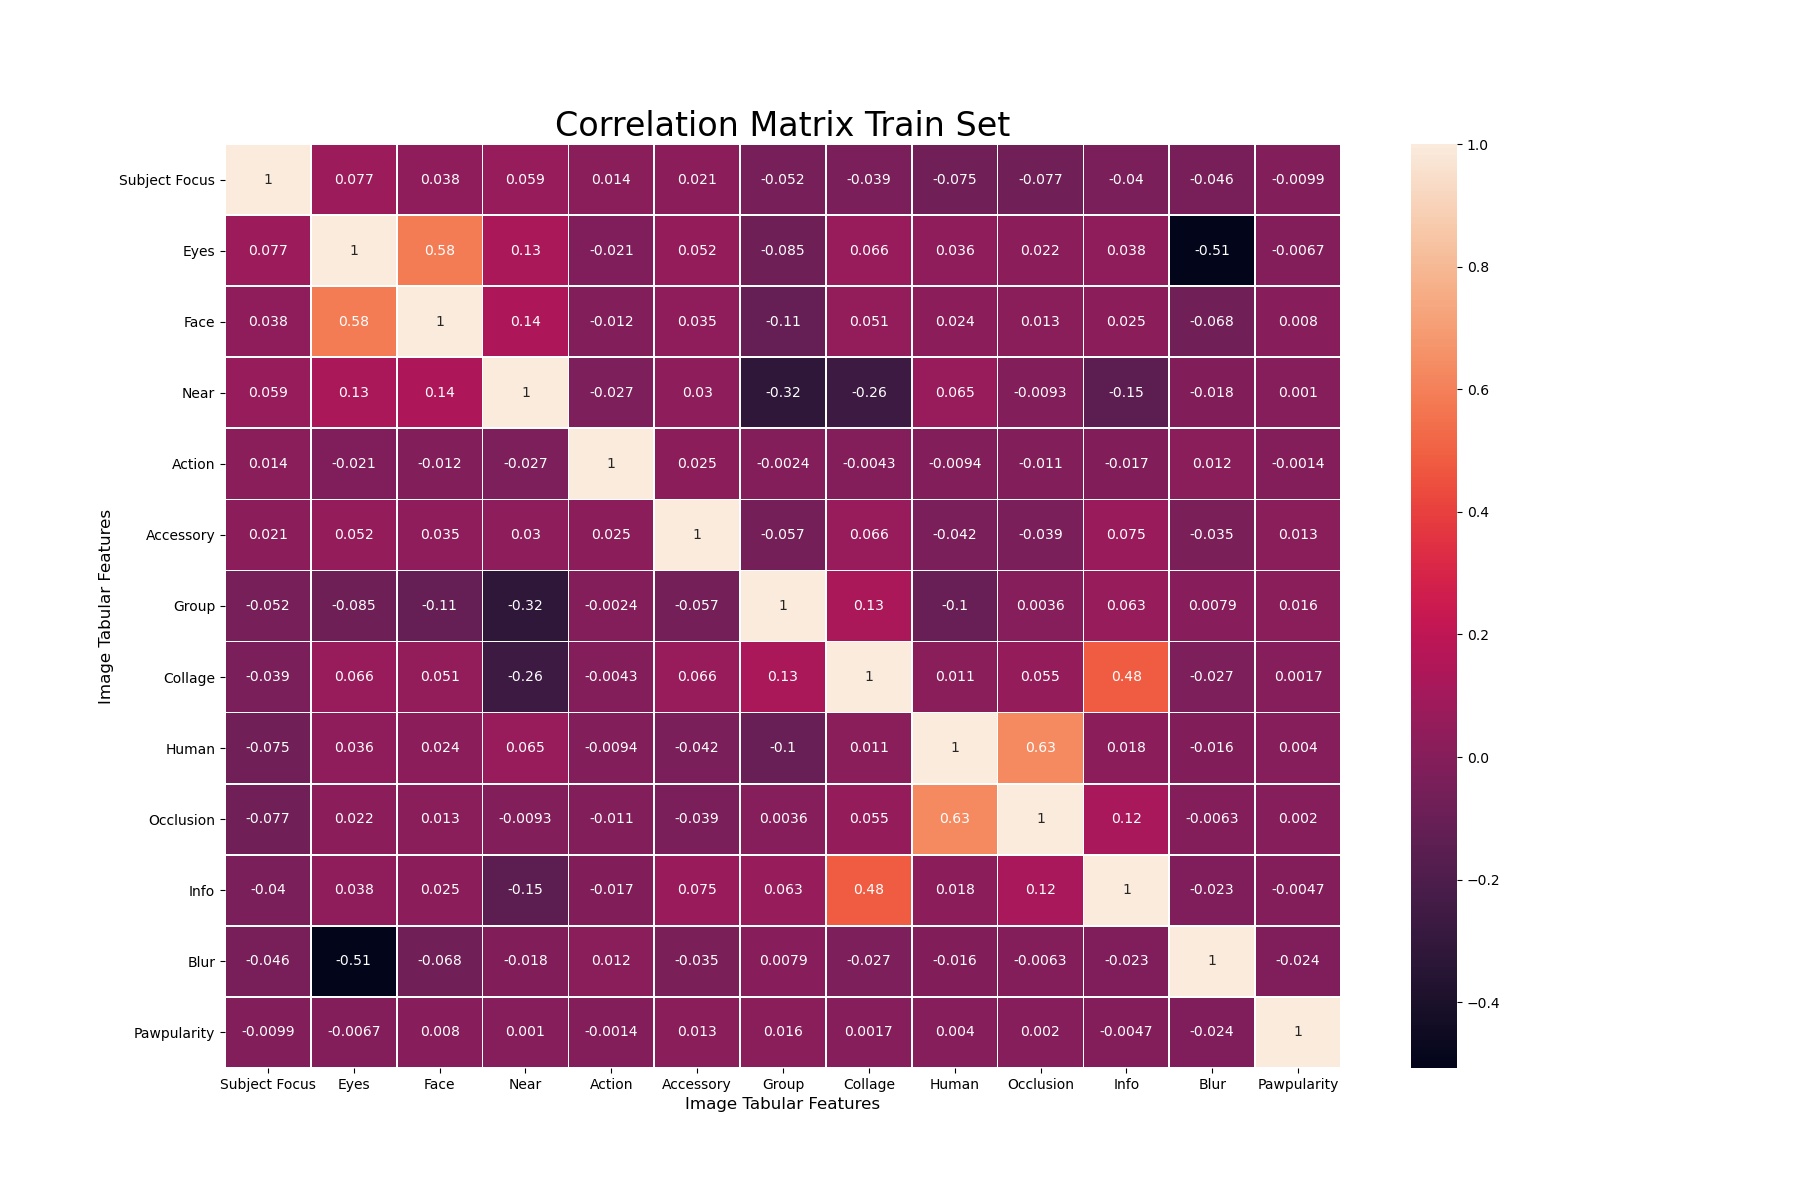 Correlation Matrix Train Set
Subject Focus 1 0.077 0.038 0.059 0.014 0.021 -0.052 -0.039 -0.075 -0.077 -0.04 -0.046 -0.0099
Eyes 0.077 1 0.58 0.13 -0.021 0.052 -0.085 0.066 0.036 0.022 0.038 -0.51 -0.0067
Face 0.038 0.58 1 0.14 -0.012 0.035 -0.11 0.051 0.024 0.013 0.025 -0.068 0.008
Near 0.059 0.13 0.14 1 -0.027 0.03 -0.32 -0.26 0.065 -0.0093 -0.15 -0.018 0.001
Action 0.014 -0.021 -0.012 -0.027 1 0.025 -0.0024 -0.0043 -0.0094 -0.011 -0.017 0.012 -0.0014
Accessory 0.021 0.052 0.035 0.03 0.025 1 -0.057 0.066 -0.042 -0.039 0.075 -0.035 0.013
Group -0.052 -0.085 -0.11 -0.32 -0.0024 -0.057 1 0.13 -0.1 0.0036 0.063 0.0079 0.016
Collage -0.039 0.066 0.051 -0.26 -0.0043 0.066 0.13 1 0.011 0.055 0.48 -0.027 0.0017
Human -0.075 0.036 0.024 0.065 -0.0094 -0.042 -0.1 0.011 1 0.63 0.018 -0.016 0.004
Occlusion -0.077 0.022 0.013 -0.0093 -0.011 -0.039 0.0036 0.055 0.63 1 0.12 -0.0063 0.002
Info -0.04 0.038 0.025 -0.15 -0.017 0.075 0.063 0.48 0.018 0.12 1 -0.023 -0.0047
Blur -0.046 -0.51 -0.068 -0.018 0.012 -0.035 0.0079 -0.027 -0.016 -0.0063 -0.023 1 -0.024
Pawpularity -0.0099 -0.0067 0.008 0.001 -0.0014 0.013 0.016 0.0017 0.004 0.002 -0.0047 -0.024 1
Subject Focus Eyes Face Near Action Accessory Group Collage Human Occlusion Info Blur Pawpularity
Image Tabular Features
Image Tabular Features
1.0
0.8
0.6
0.4
0.2
0.0
−0.2
−0.4